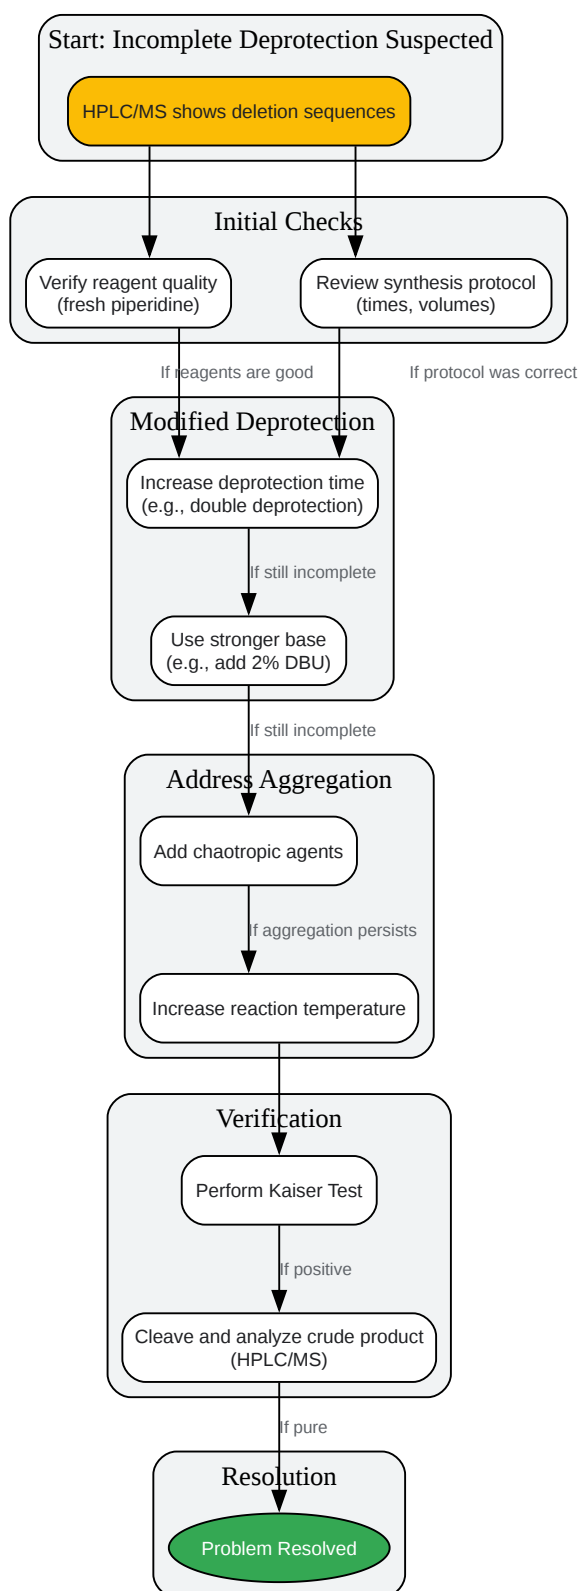 Start: Incomplete Deprotection Suspected
HPLC/MS shows deletion sequences
Initial Checks
Verify reagent quality
(fresh piperidine)
Review synthesis protocol
(times, volumes)
If reagents are good
If protocol was correct
Modified Deprotection
Increase deprotection time
(e.g., double deprotection)
If still incomplete
Use stronger base
(e.g., add 2% DBU)
If still incomplete
Address Aggregation
Add chaotropic agents
If aggregation persists
Increase reaction temperature
Verification
Perform Kaiser Test
If positive
Cleave and analyze crude product
(HPLC/MS)
If pure
Resolution
Problem Resolved